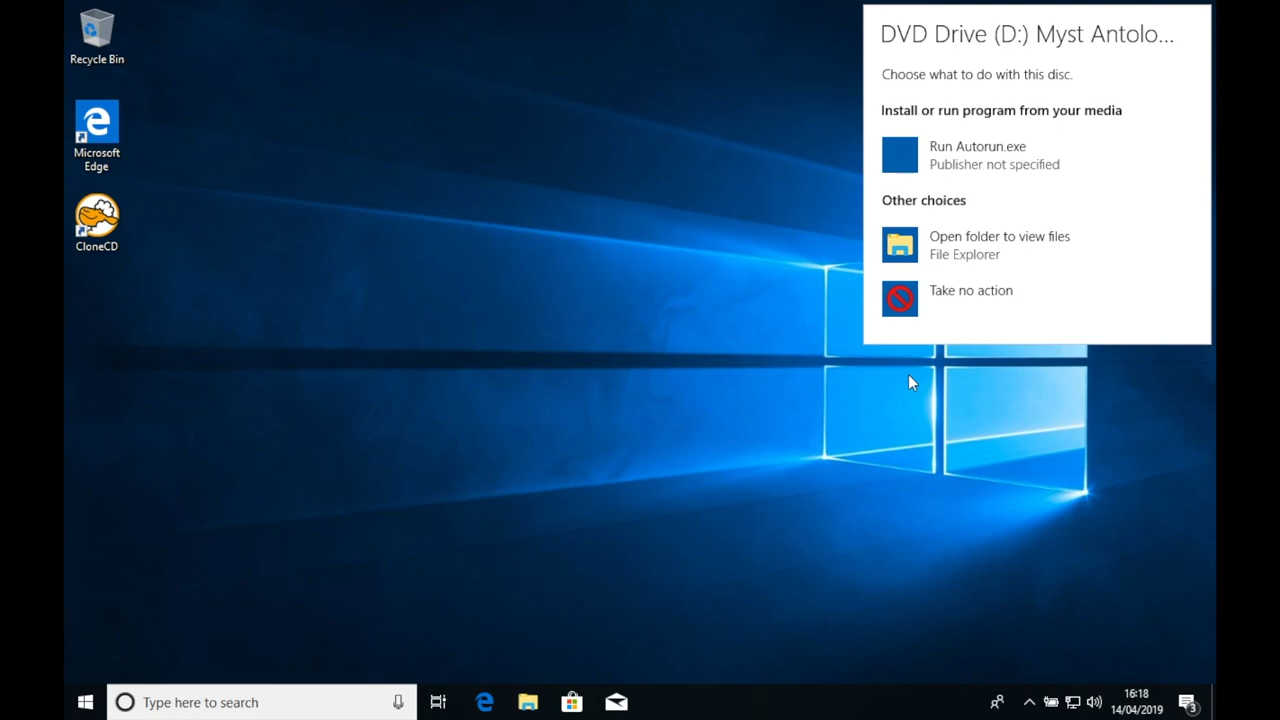 Recycle Bin
Microsoft
Edge
CloneCD
DVD Drive (D:) Myst Antolo...
Choose what to do with this disc.
Install or run program from your media
Run Autorun.exe
Publisher not specified
Other choices
Open folder to view files
File Explorer
Take no action
Type here to search
16:18
14/04/2019
3